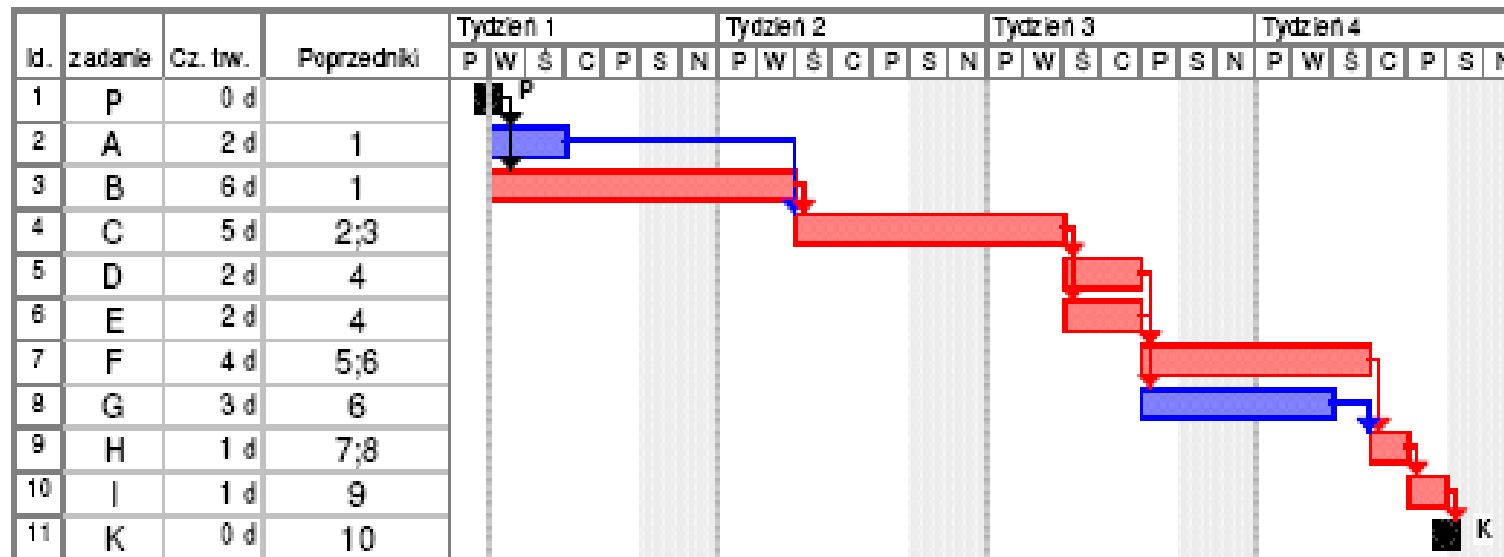 Tydzień 1 Tydzień 2 Tydzień 3 Tydzień 4
Id. zadanie Cz. trw. Poprzedniki P W Ś C P S N P W Ś C P S N P W Ś C P S N P W Ś C P S N
1 P 0 d P
2 A 2 d 1
3 B 6 d 1
4 C 5 d 2;3
5 D 2 d 4
6 E 2 d 4
7 F 4 d 5;6
8 G 3 d 6
9 H 1 d 7;8
10 I 1 d 9
11 K 0 d 10 K